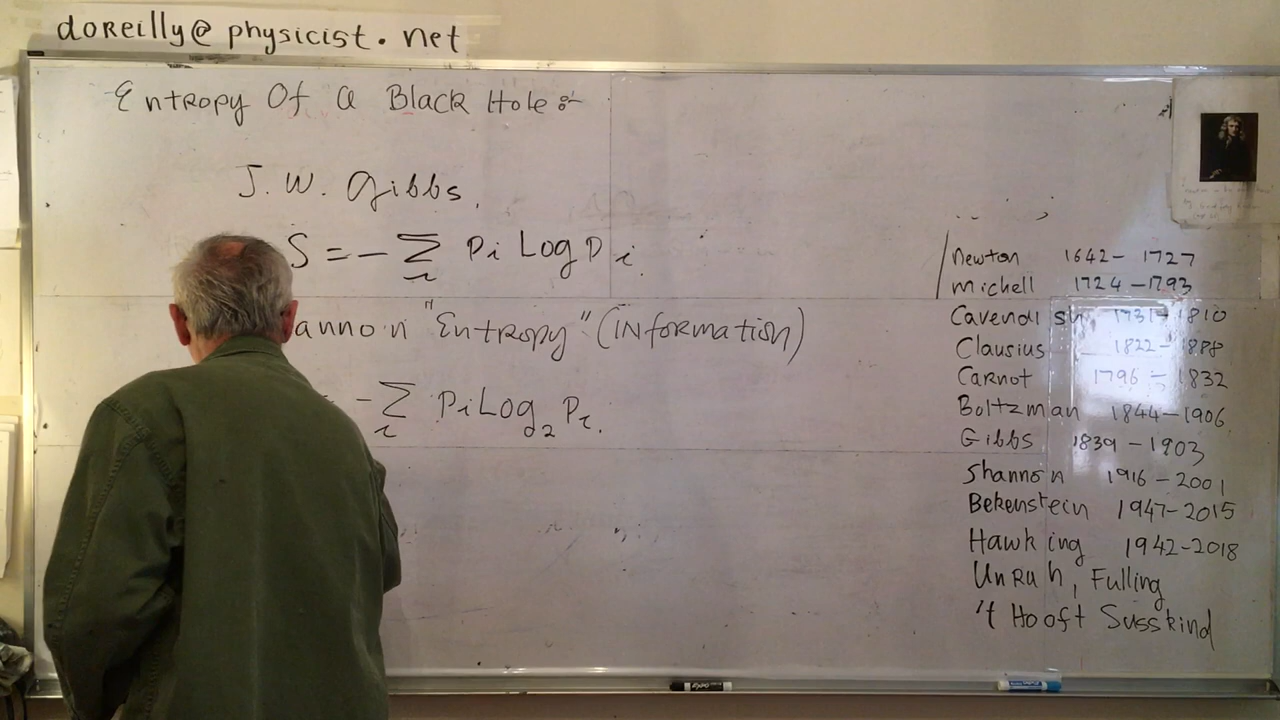 doreilly@physicist.net
Entropy Of a Black Hole:-
J. W. Gibbs.
S = - Σ Pi Log Pi.
i
anno n "Entropy" (INformation)
= - Σ Pi Log2 Pi.
i
Newton 1642 - 1727
Michell 1724 - 1793
Cavendish 1731 - 1810
Clausius 1822 - 1888
Carnot 1796 - 1832
Boltzman 1844 - 1906
Gibbs 1839 - 1903
Shannon 1916 - 2001
Bekenstein 1947 - 2015
Hawking 1942 - 2018
Unruh, Fulling
't Hooft Susskind